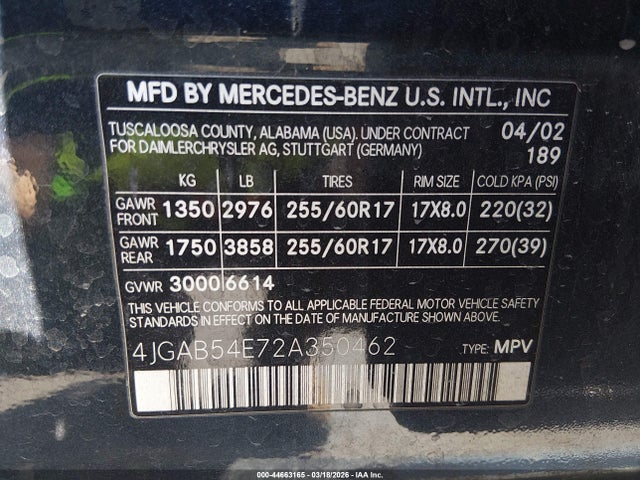 MFD BY MERCEDES-BENZ U.S. INTL., INC
TUSCALOOSA COUNTY, ALABAMA (USA). UNDER CONTRACT 04/02
FOR DAIMLERCHRYSLER AG, STUTTGART (GERMANY) 189
KG LB TIRES RIM SIZE COLD KPA (PSI)
GAWR FRONT 1350 2976 255/60R17 17X8.0 220(32)
GAWR REAR 1750 3858 255/60R17 17X8.0 270(39)
GVWR 3000 6614
THIS VEHICLE CONFORMS TO ALL APPLICABLE FEDERAL MOTOR VEHICLE SAFETY
STANDARDS IN EFFECT ON THE DATE OF MANUFACTURE SHOWN ABOVE.
4JGAB54E72A350462 TYPE: MPV
000-44663165 - 03/18/2026 - IAA Inc.